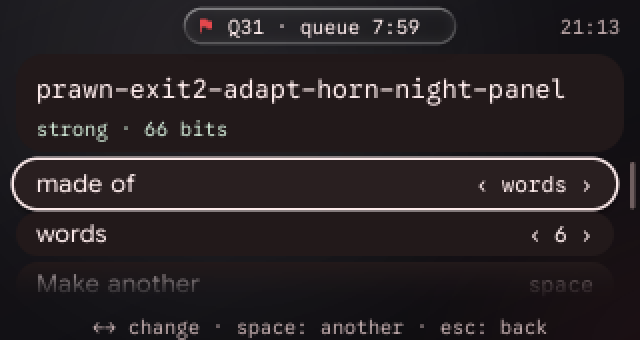 Q31 · queue 7:59
21:13
prawn-exit2-adapt-horn-night-panel
strong · 66 bits
made of ‹ words ›
words ‹ 6 ›
Make another space
↔ change · space: another · esc: back